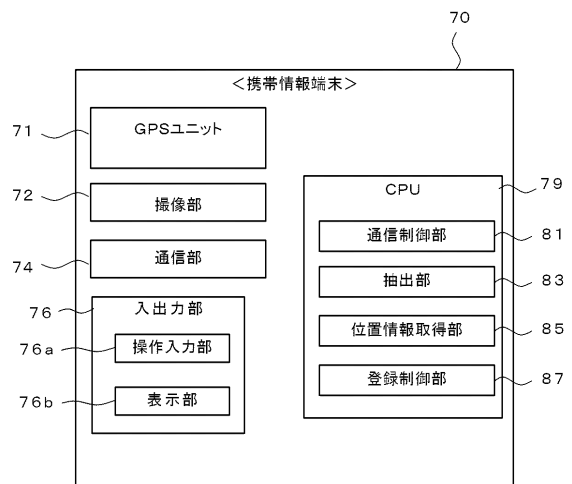 70
<携帯情報端末>
71
GPSユニット
72
撮像部
74
通信部
76
入出力部
76a
操作入力部
76b
表示部
CPU
79
通信制御部
81
抽出部
83
位置情報取得部
85
登録制御部
87